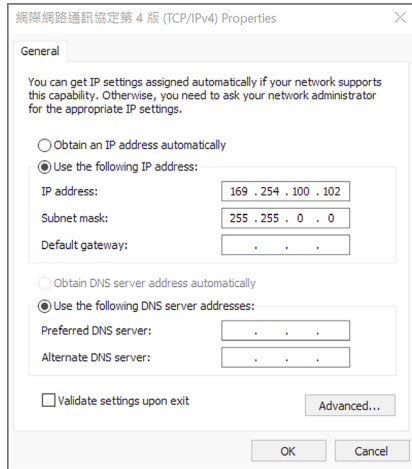 網際網路通訊協定第 4 版 (TCP/IPv4) Properties
General
You can get IP settings assigned automatically if your network supports
this capability. Otherwise, you need to ask your network administrator
for the appropriate IP settings.
Obtain an IP address automatically
Use the following IP address:
IP address: 169 . 254 . 100 . 102
Subnet mask: 255 . 255 . 0 . 0
Default gateway: . . .
Obtain DNS server address automatically
Use the following DNS server addresses:
Preferred DNS server: . . .
Alternate DNS server: . . .
Validate settings upon exit
Advanced...
OK Cancel